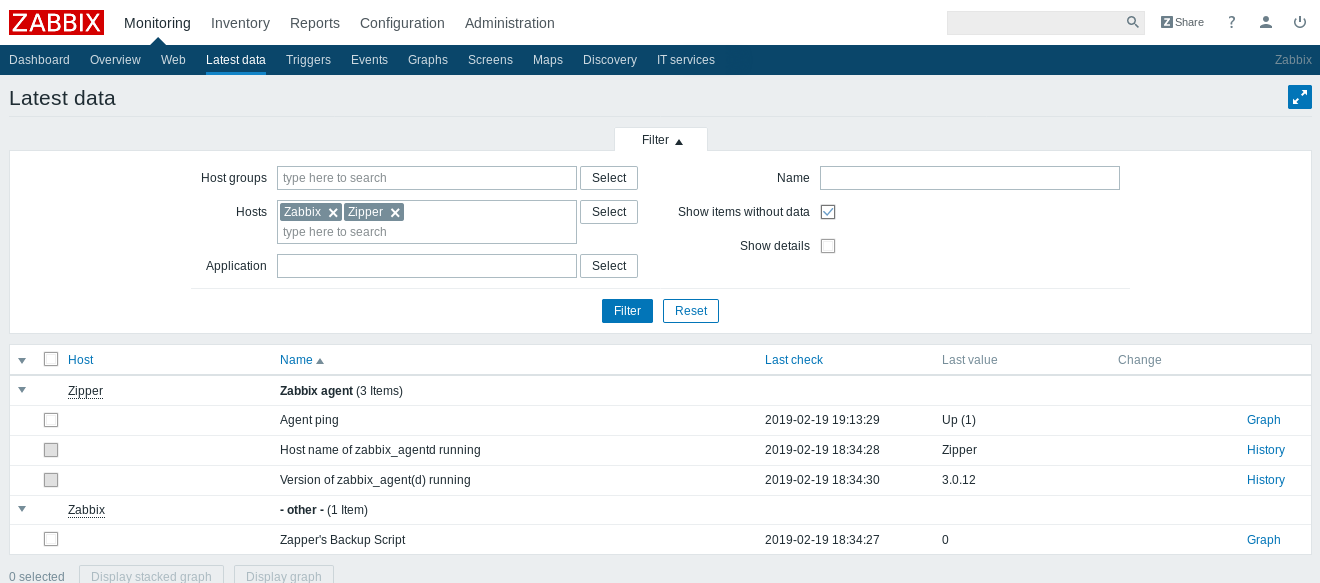 ZABBIX Monitoring Inventory Reports Configuration Administration Z Share ?
Dashboard Overview Web Latest data Triggers Events Graphs Screens Maps Discovery IT services Zabbix
Latest data
Filter
Host groups type here to search Select Name
Hosts Zabbix Zipper Select Show items without data
type here to search
Show details
Application Select
Filter Reset
Host Name Last check Last value Change
Zipper Zabbix agent (3 Items)
Agent ping 2019-02-19 19:13:29 Up (1) Graph
Host name of zabbix_agentd running 2019-02-19 18:34:28 Zipper History
Version of zabbix_agent(d) running 2019-02-19 18:34:30 3.0.12 History
Zabbix - other - (1 Item)
Zapper's Backup Script 2019-02-19 18:34:27 0 Graph
0 selected Display stacked graph Display graph